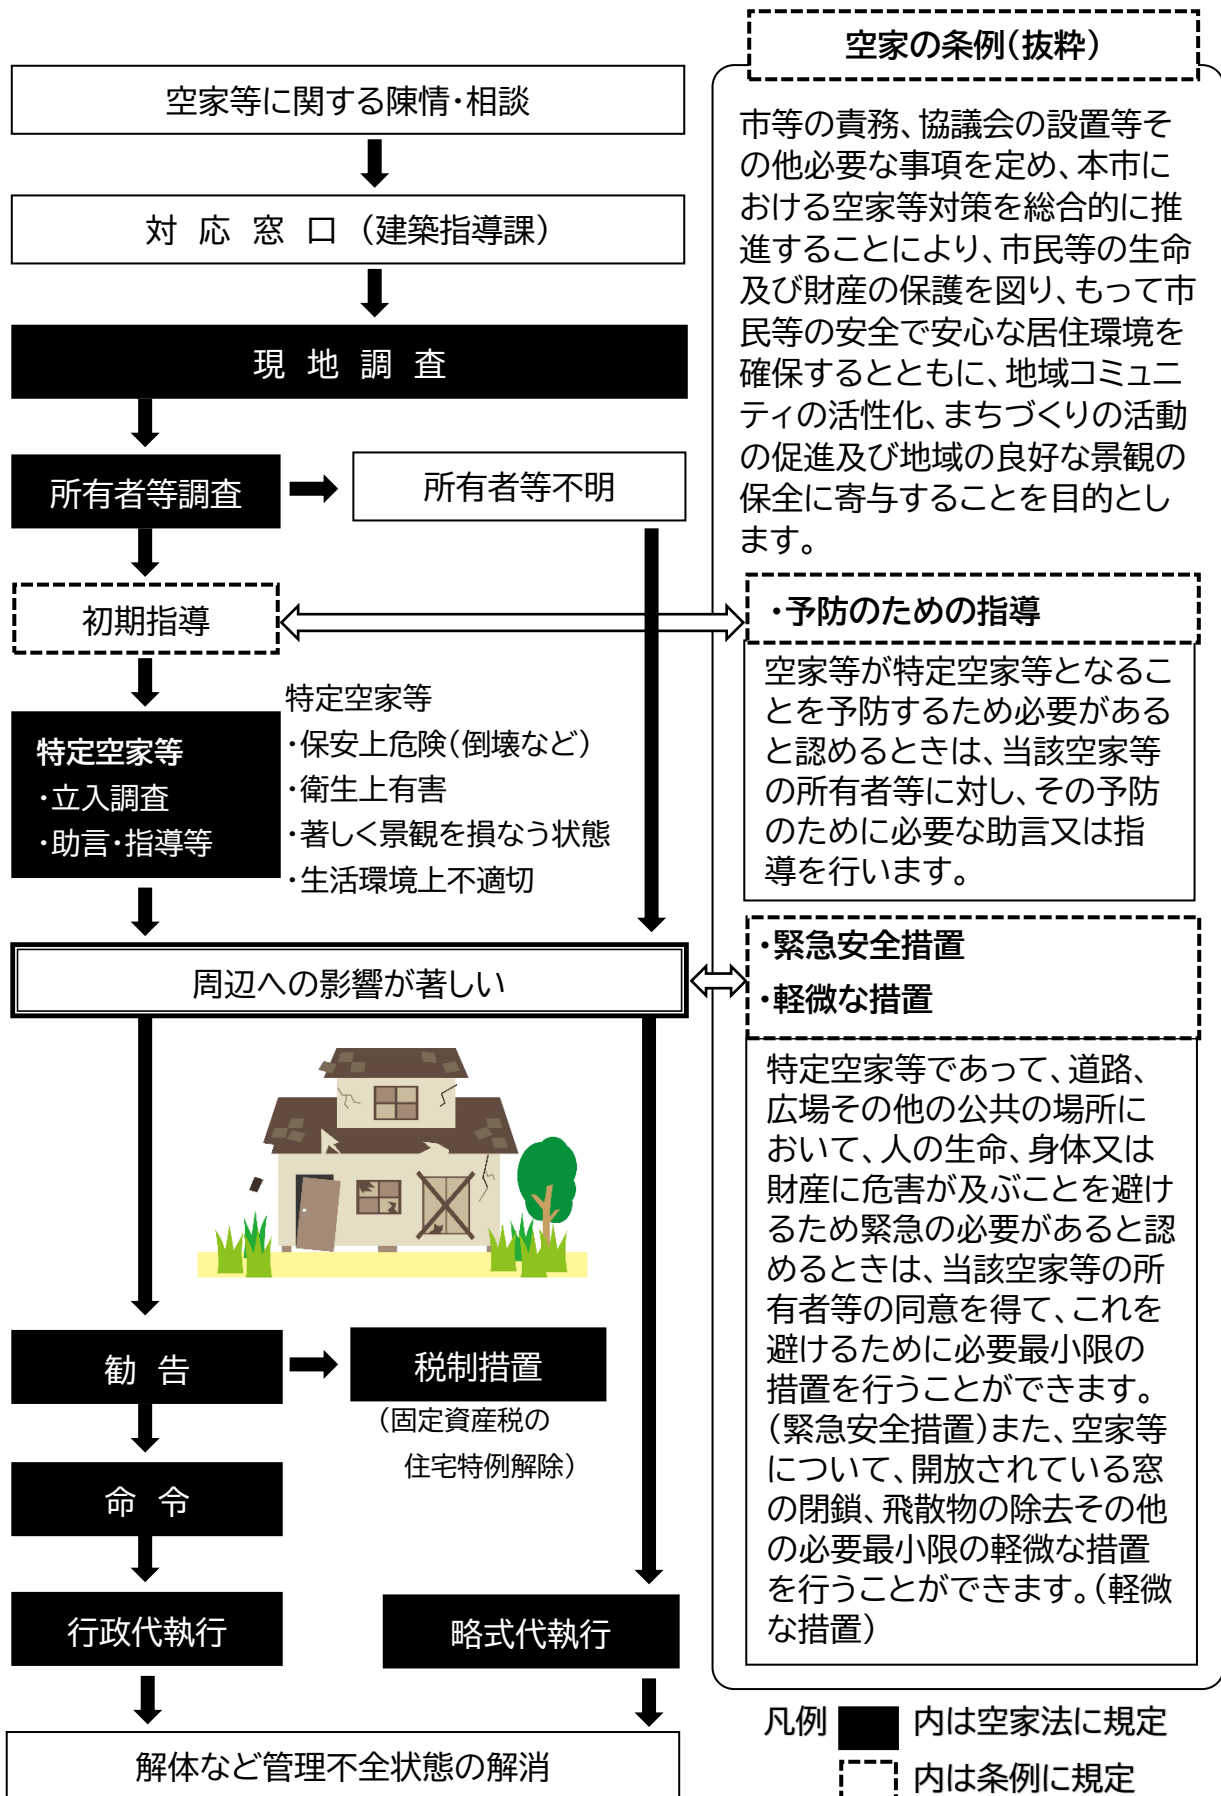 空家等に関する陳情・相談
対応窓口(建築指導課)
現地調査
所有者等調査
所有者等不明
初期指導
特定空家等
・立入調査
・助言・指導等
特定空家等
・保安上危険(倒壊など)
・衛生上有害
・著しく景観を損なう状態
・生活環境上不適切
周辺への影響が著しい
勧告
税制措置
(固定資産税の
住宅特例解除)
命令
行政代執行
略式代執行
解体など管理不全状態の解消
空家の条例(抜粋)
市等の責務、協議会の設置等そ
の他必要な事項を定め、本市に
おける空家等対策を総合的に推
進することにより、市民等の生命
及び財産の保護を図り、もって市
民等の安全で安心な居住環境を
確保するとともに、地域コミュニ
ティの活性化、まちづくりの活動
の促進及び地域の良好な景観の
保全に寄与することを目的とし
ます。
・予防のための指導
空家等が特定空家等となるこ
とを予防するため必要がある
と認めるときは、当該空家等
の所有者等に対し、その予防
のために必要な助言又は指
導を行います。
・緊急安全措置
・軽微な措置
特定空家等であって、道路、
広場その他の公共の場所に
おいて、人の生命、身体又は
財産に危害が及ぶことを避け
るため緊急の必要があると認
めるときは、当該空家等の所
有者等の同意を得て、これを
避けるために必要最小限の
措置を行うことができます。
(緊急安全措置)また、空家等
について、開放されている窓
の閉鎖、飛散物の除去その他
の必要最小限の軽微な措置
を行うことができます。(軽微
な措置)
凡例 内は空家法に規定
内は条例に規定